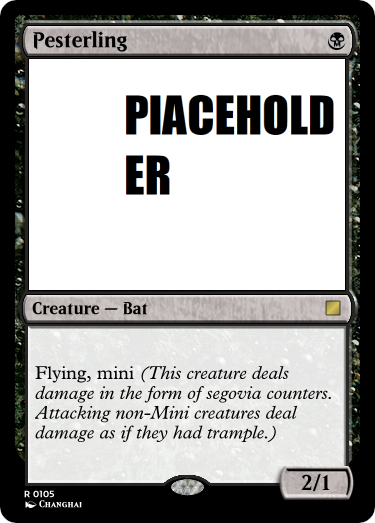 Pesterling
PIACEHOLD
ER
Creature — Bat
Flying, mini (This creature deals
damage in the form of segovia counters.
Attacking non-Mini creatures deal
damage as if they had trample.)
2/1
R 0105
Changhai